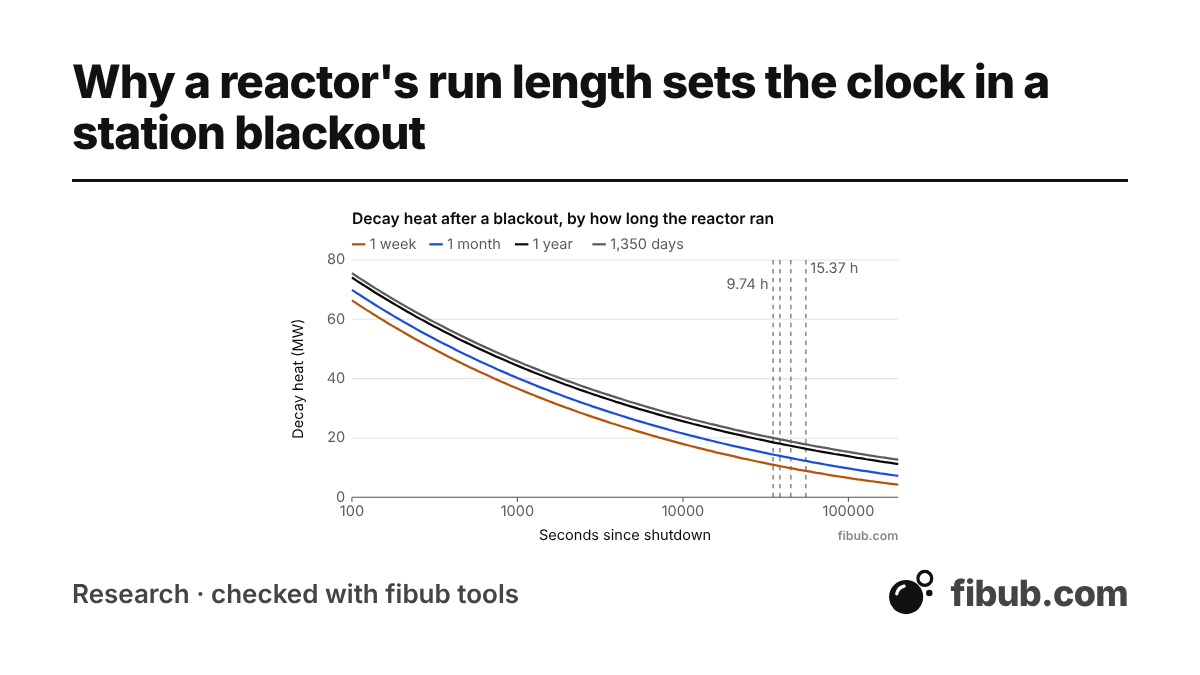 Why a reactor's run length sets the clock in a
station blackout
Decay heat after a blackout, by how long the reactor ran
1 week 1 month 1 year 1,350 days
80
60
40
20
0
Decay heat (MW)
9.74 h
15.37 h
100 1000 10000 100000
Seconds since shutdown
fibub.com
Research · checked with fibub tools
fibub.com